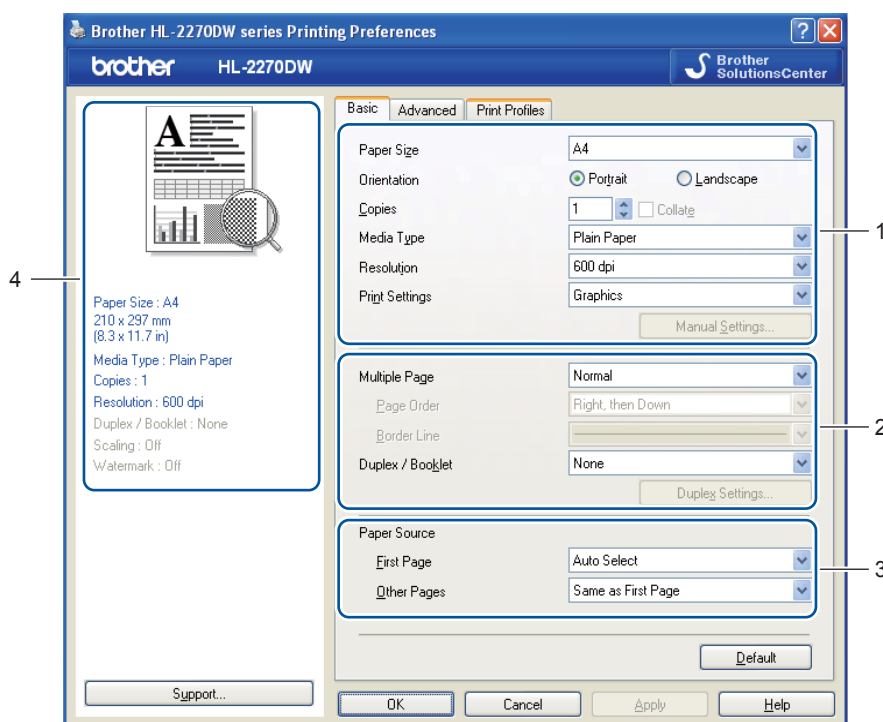 Brother HL-2270DW series Printing Preferences
brother HL-2270DW
Brother
SolutionsCenter
4
A
Paper Size : A4
210 x 297 mm
(8.3 x 11.7 in)
Media Type : Plain Paper
Copies : 1
Resolution : 600 dpi
Duplex / Booklet : None
Scaling : Off
Watermark : Off
Support...
Basic Advanced Print Profiles
Paper Size A4
Orientation Portrait Landscape
Copies 1 Collate
Media Type Plain Paper
Resolution 600 dpi
Print Settings Graphics
Manual Settings...
1
Multiple Page Normal
Page Order Right, then Down
Border Line
Duplex / Booklet None
Duplex Settings...
2
Paper Source
First Page Auto Select
Other Pages Same as First Page
3
Default
OK Cancel Apply Help